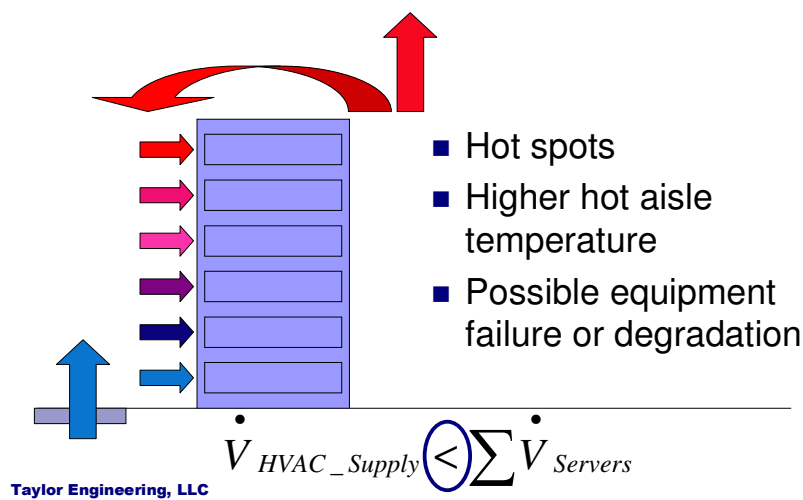 Hot spots
Higher hot aisle
temperature
Possible equipment
failure or degradation
V̇ HVAC_Supply < ∑ V̇ Servers
Taylor Engineering, LLC